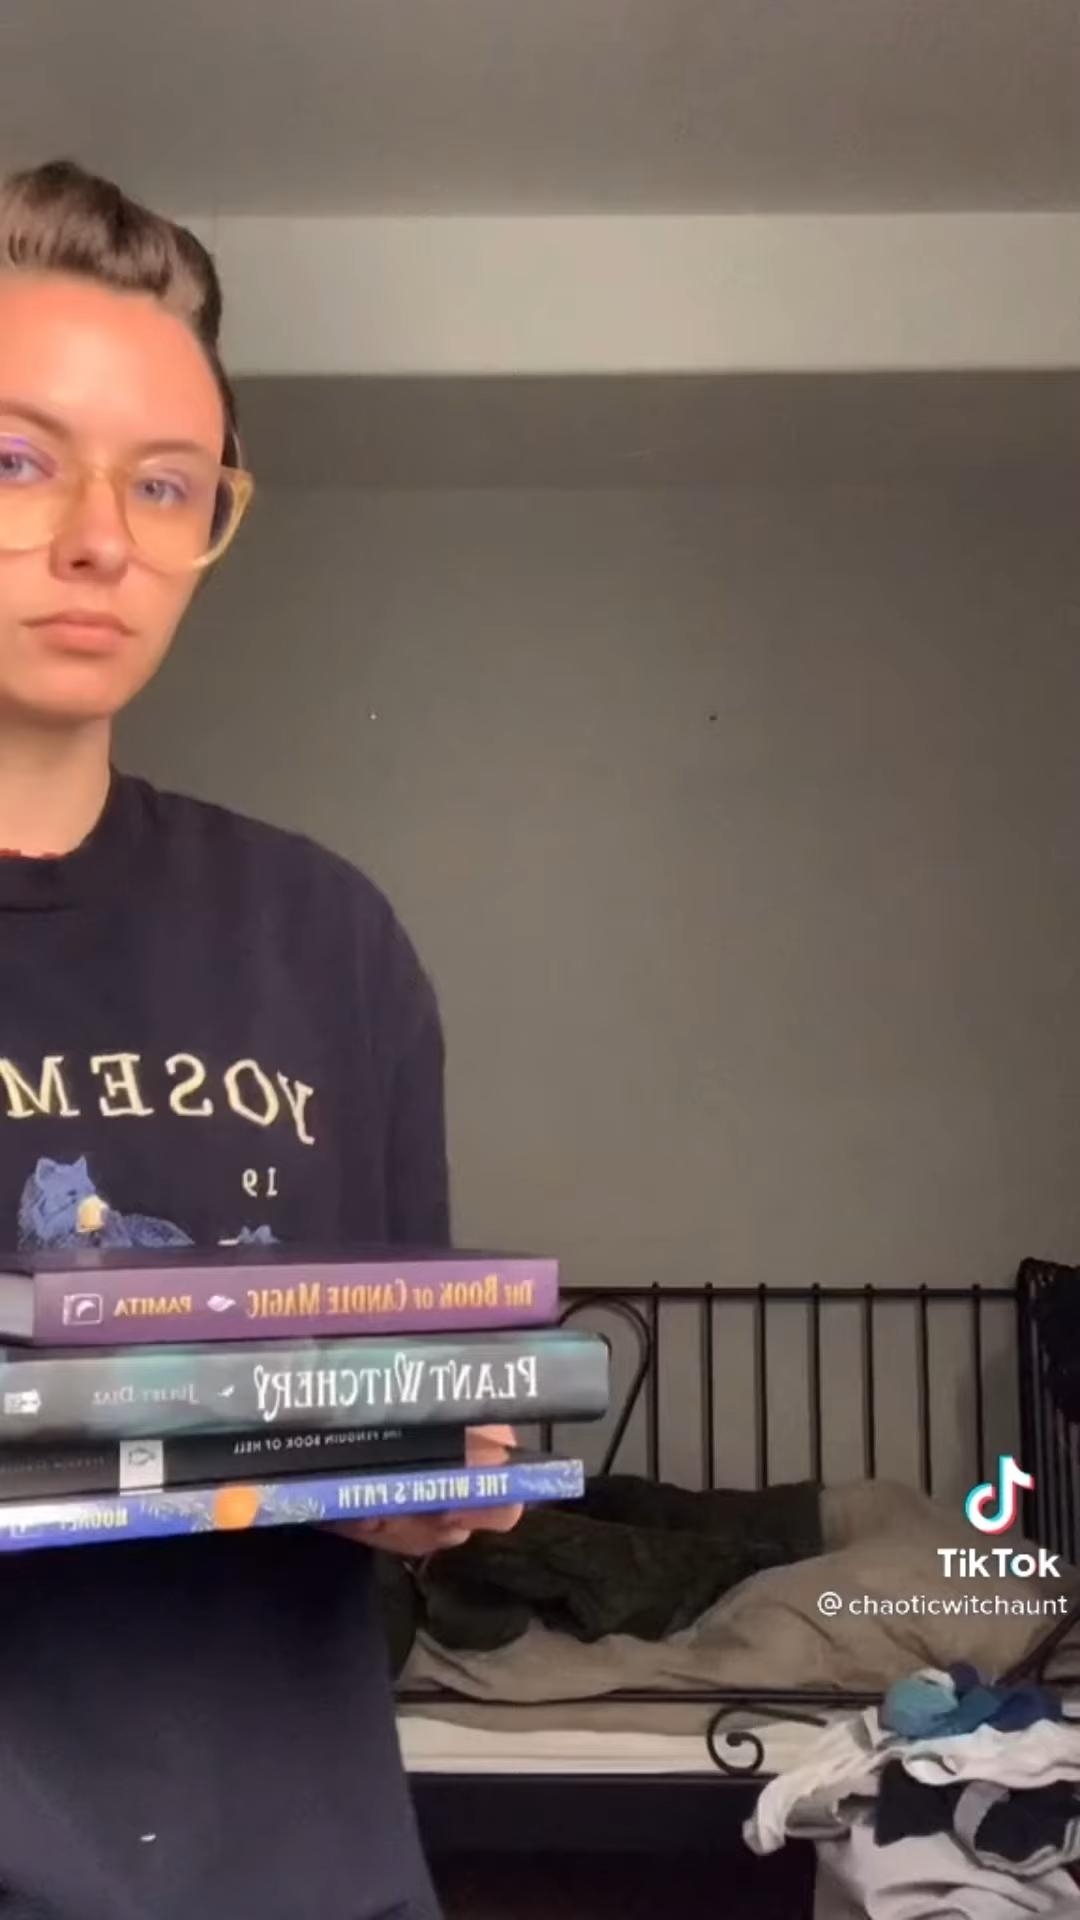 YOSEM
19
THE BOOK OF CANDLE MAGIC PAMITA
PLANT WITCHERY JULIET DIAZ
THE PENGUIN BOOK OF HELL
THE WITCH'S PATH
TikTok
@chaoticwitchaunt